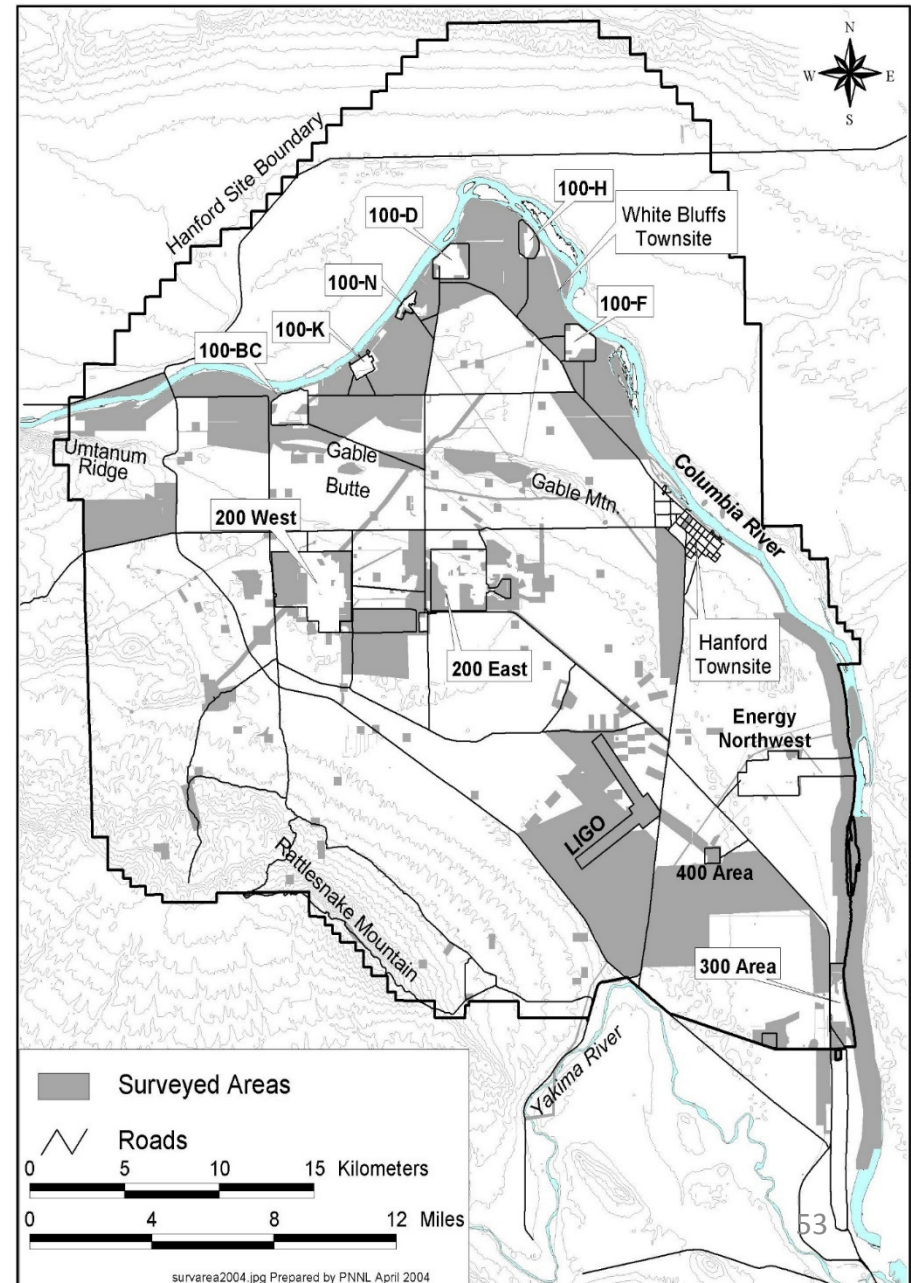 N
W E
S
Hanford Site Boundary
100-H
100-D
White Bluffs
Townsite
100-N
100-F
100-K
100-BC
Umtanum
Ridge
Gable
Butte
Gable Mtn.
Columbia River
200 West
200 East
Hanford
Townsite
Energy
Northwest
LIGO
400 Area
Rattlesnake Mountain
300 Area
Yakima River
Surveyed Areas
Roads
0 5 10 15 Kilometers
0 4 8 12 Miles
53
survarea2004.jpg Prepared by PNNL April 2004